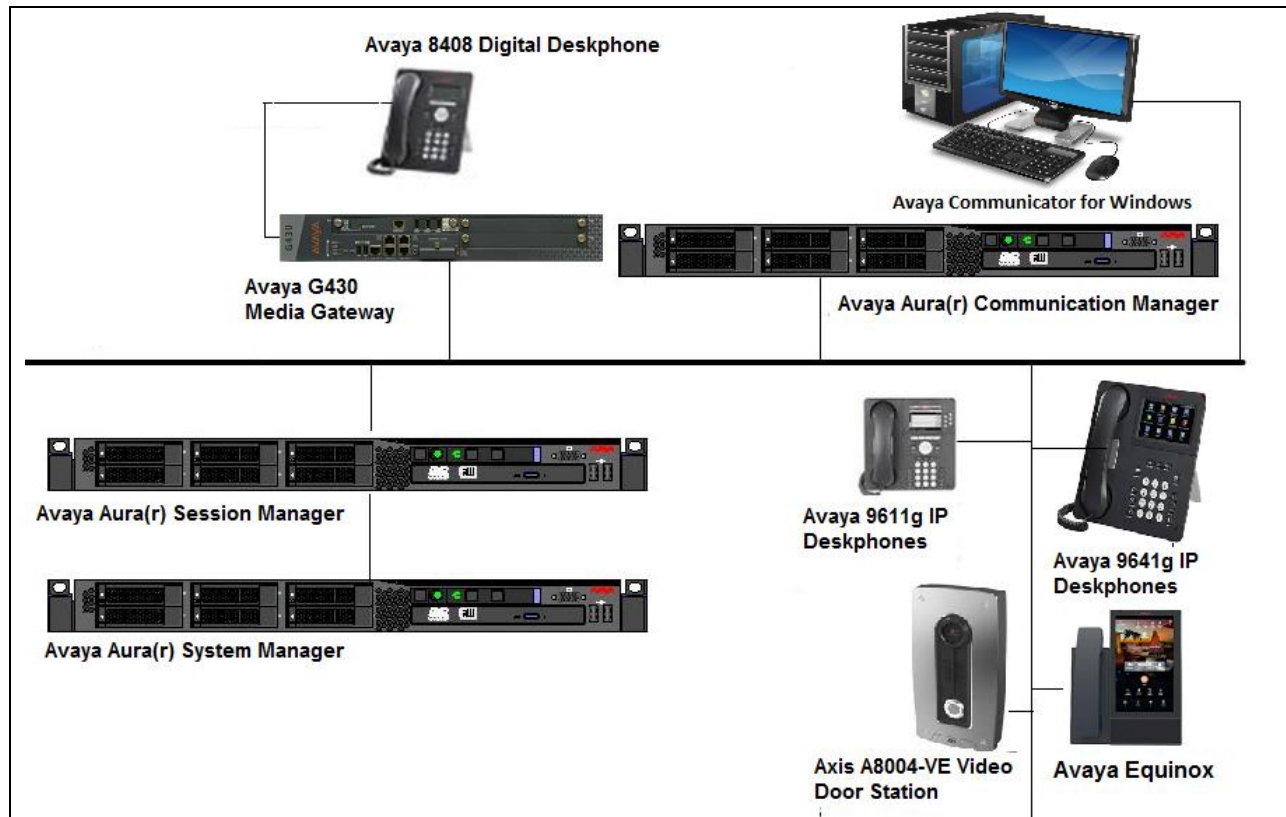 Avaya 8408 Digital Deskphone
Avaya Communicator for Windows
G430
AVAYA
Avaya G430
Media Gateway
Avaya Aura(r) Communication Manager
Avaya Aura(r) Session Manager
Avaya Aura(r) System Manager
Avaya 9611g IP
Deskphones
Avaya 9641g IP
Deskphones
Axis A8004-VE Video
Door Station
Avaya Equinox